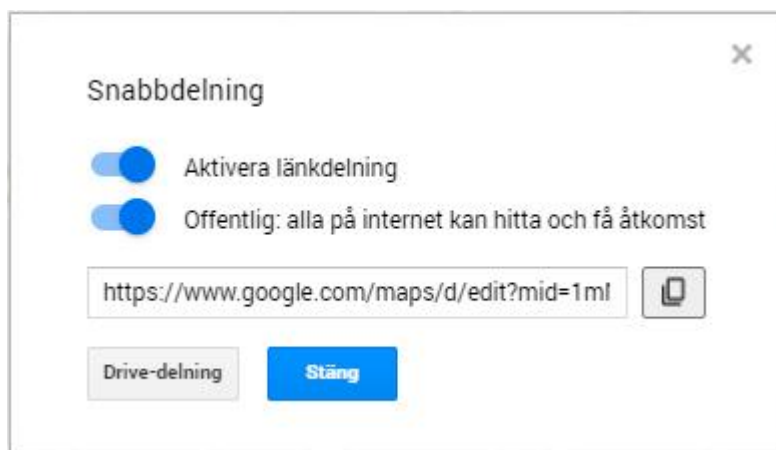 Snabbdelning
Aktivera länkdelning
Offentlig: alla på internet kan hitta och få åtkomst
https://www.google.com/maps/d/edit?mid=1ml
Drive-delning
Stäng